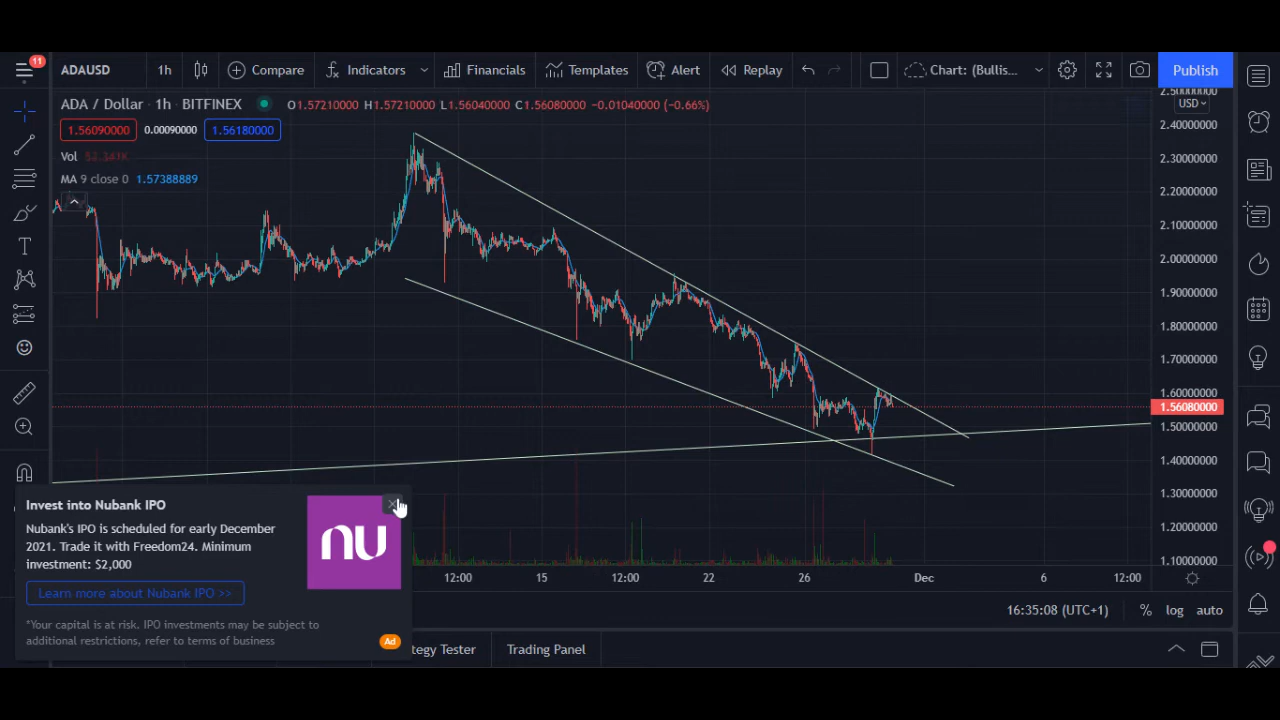 11
ADAUSD 1h Compare Indicators Financials Templates Alert Replay Chart: (Bullis... Publish
ADA / Dollar · 1h · BITFINEX O1.57210000 H1.57210000 L1.56040000 C1.56080000 −0.01040000 (−0.66%)
USD
1.56090000 0.00090000 1.56180000
Vol
MA 9 close 0 1.57388889
2.40000000
2.30000000
2.20000000
2.10000000
2.00000000
1.90000000
1.80000000
1.70000000
1.60000000
1.56080000
1.50000000
1.40000000
1.30000000
1.20000000
1.10000000
Invest into Nubank IPO
Nubank's IPO is scheduled for early December
2021. Trade it with Freedom24. Minimum
investment: $2,000
nu
Learn more about Nubank IPO >>
*Your capital is at risk. IPO investments may be subject to
additional restrictions, refer to terms of business
Ad
12:00 15 12:00 22 26 Dec 6 12:00
16:35:08 (UTC+1) % log auto
tegy Tester Trading Panel